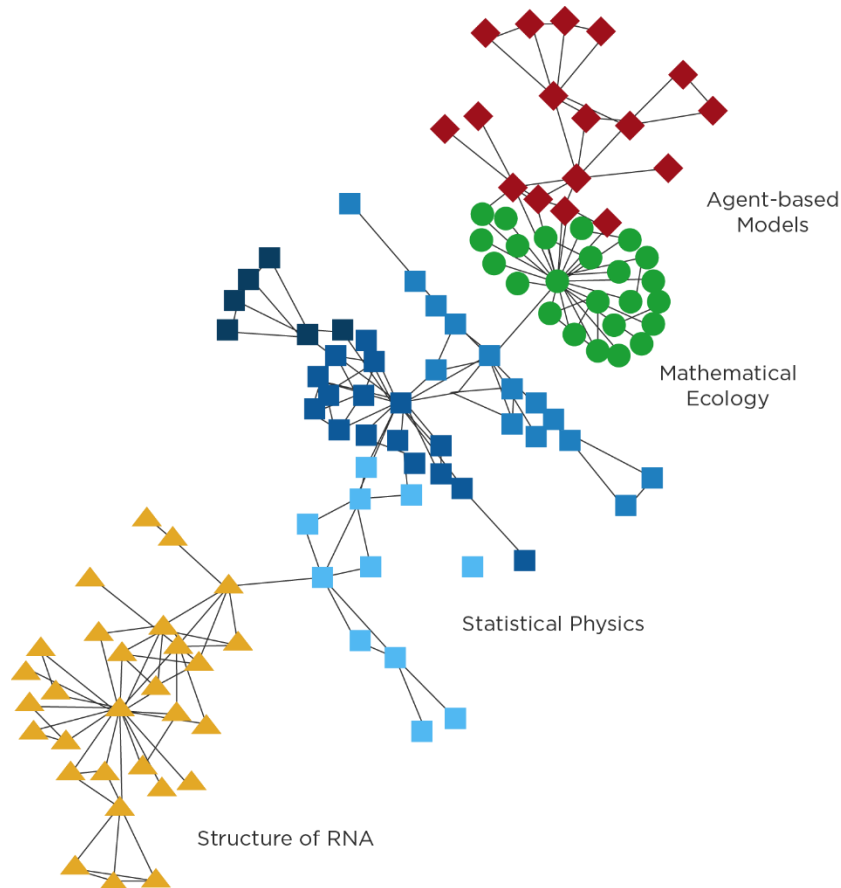 Agent-based
Models
Mathematical
Ecology
Statistical Physics
Structure of RNA